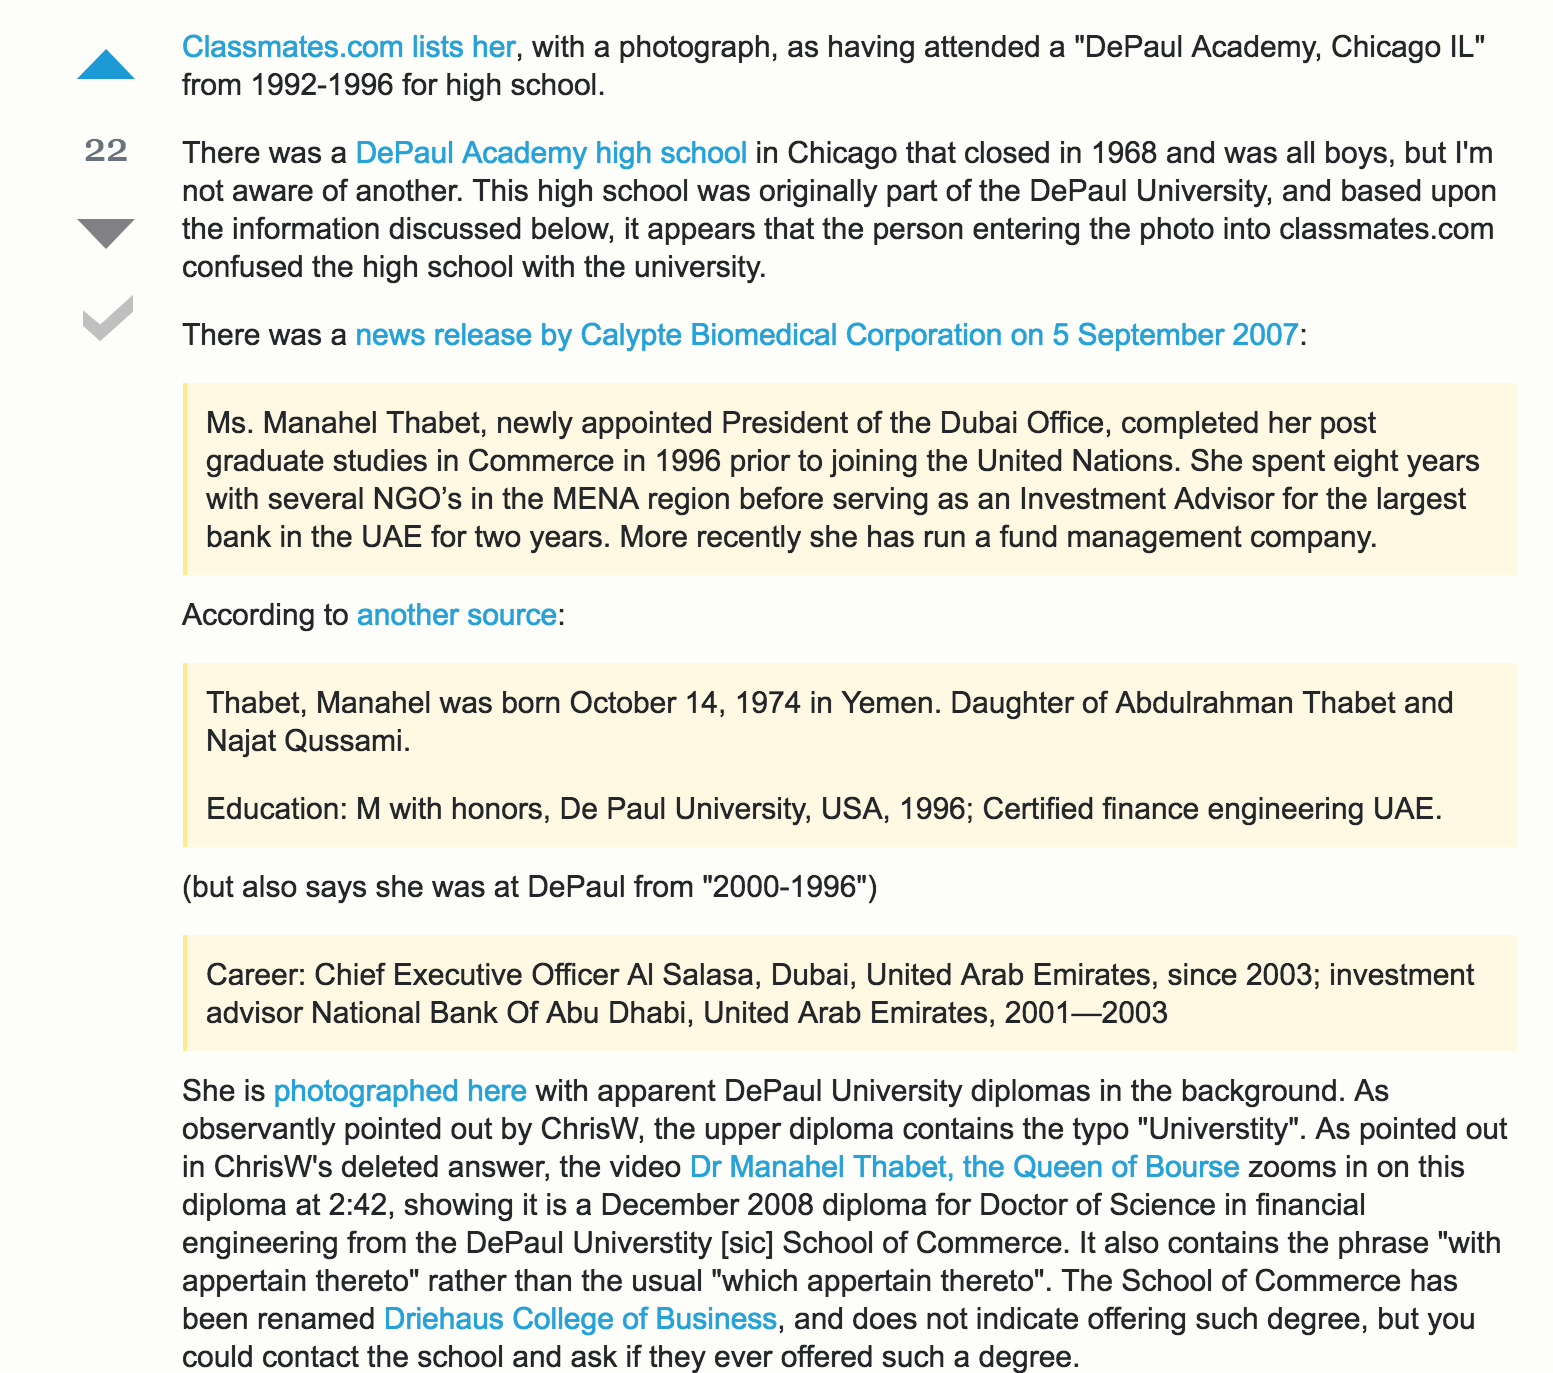 Classmates.com lists her, with a photograph, as having attended a "DePaul Academy, Chicago IL"
from 1992-1996 for high school.
22
There was a DePaul Academy high school in Chicago that closed in 1968 and was all boys, but I'm
not aware of another. This high school was originally part of the DePaul University, and based upon
the information discussed below, it appears that the person entering the photo into classmates.com
confused the high school with the university.
There was a news release by Calypte Biomedical Corporation on 5 September 2007:
Ms. Manahel Thabet, newly appointed President of the Dubai Office, completed her post
graduate studies in Commerce in 1996 prior to joining the United Nations. She spent eight years
with several NGO’s in the MENA region before serving as an Investment Advisor for the largest
bank in the UAE for two years. More recently she has run a fund management company.
According to another source:
Thabet, Manahel was born October 14, 1974 in Yemen. Daughter of Abdulrahman Thabet and
Najat Qussami.
Education: M with honors, De Paul University, USA, 1996; Certified finance engineering UAE.
(but also says she was at DePaul from "2000-1996")
Career: Chief Executive Officer Al Salasa, Dubai, United Arab Emirates, since 2003; investment
advisor National Bank Of Abu Dhabi, United Arab Emirates, 2001—2003
She is photographed here with apparent DePaul University diplomas in the background. As
observantly pointed out by ChrisW, the upper diploma contains the typo "Universtity". As pointed out
in ChrisW's deleted answer, the video Dr Manahel Thabet, the Queen of Bourse zooms in on this
diploma at 2:42, showing it is a December 2008 diploma for Doctor of Science in financial
engineering from the DePaul Universtity [sic] School of Commerce. It also contains the phrase "with
appertain thereto" rather than the usual "which appertain thereto". The School of Commerce has
been renamed Driehaus College of Business, and does not indicate offering such degree, but you
could contact the school and ask if they ever offered such a degree.